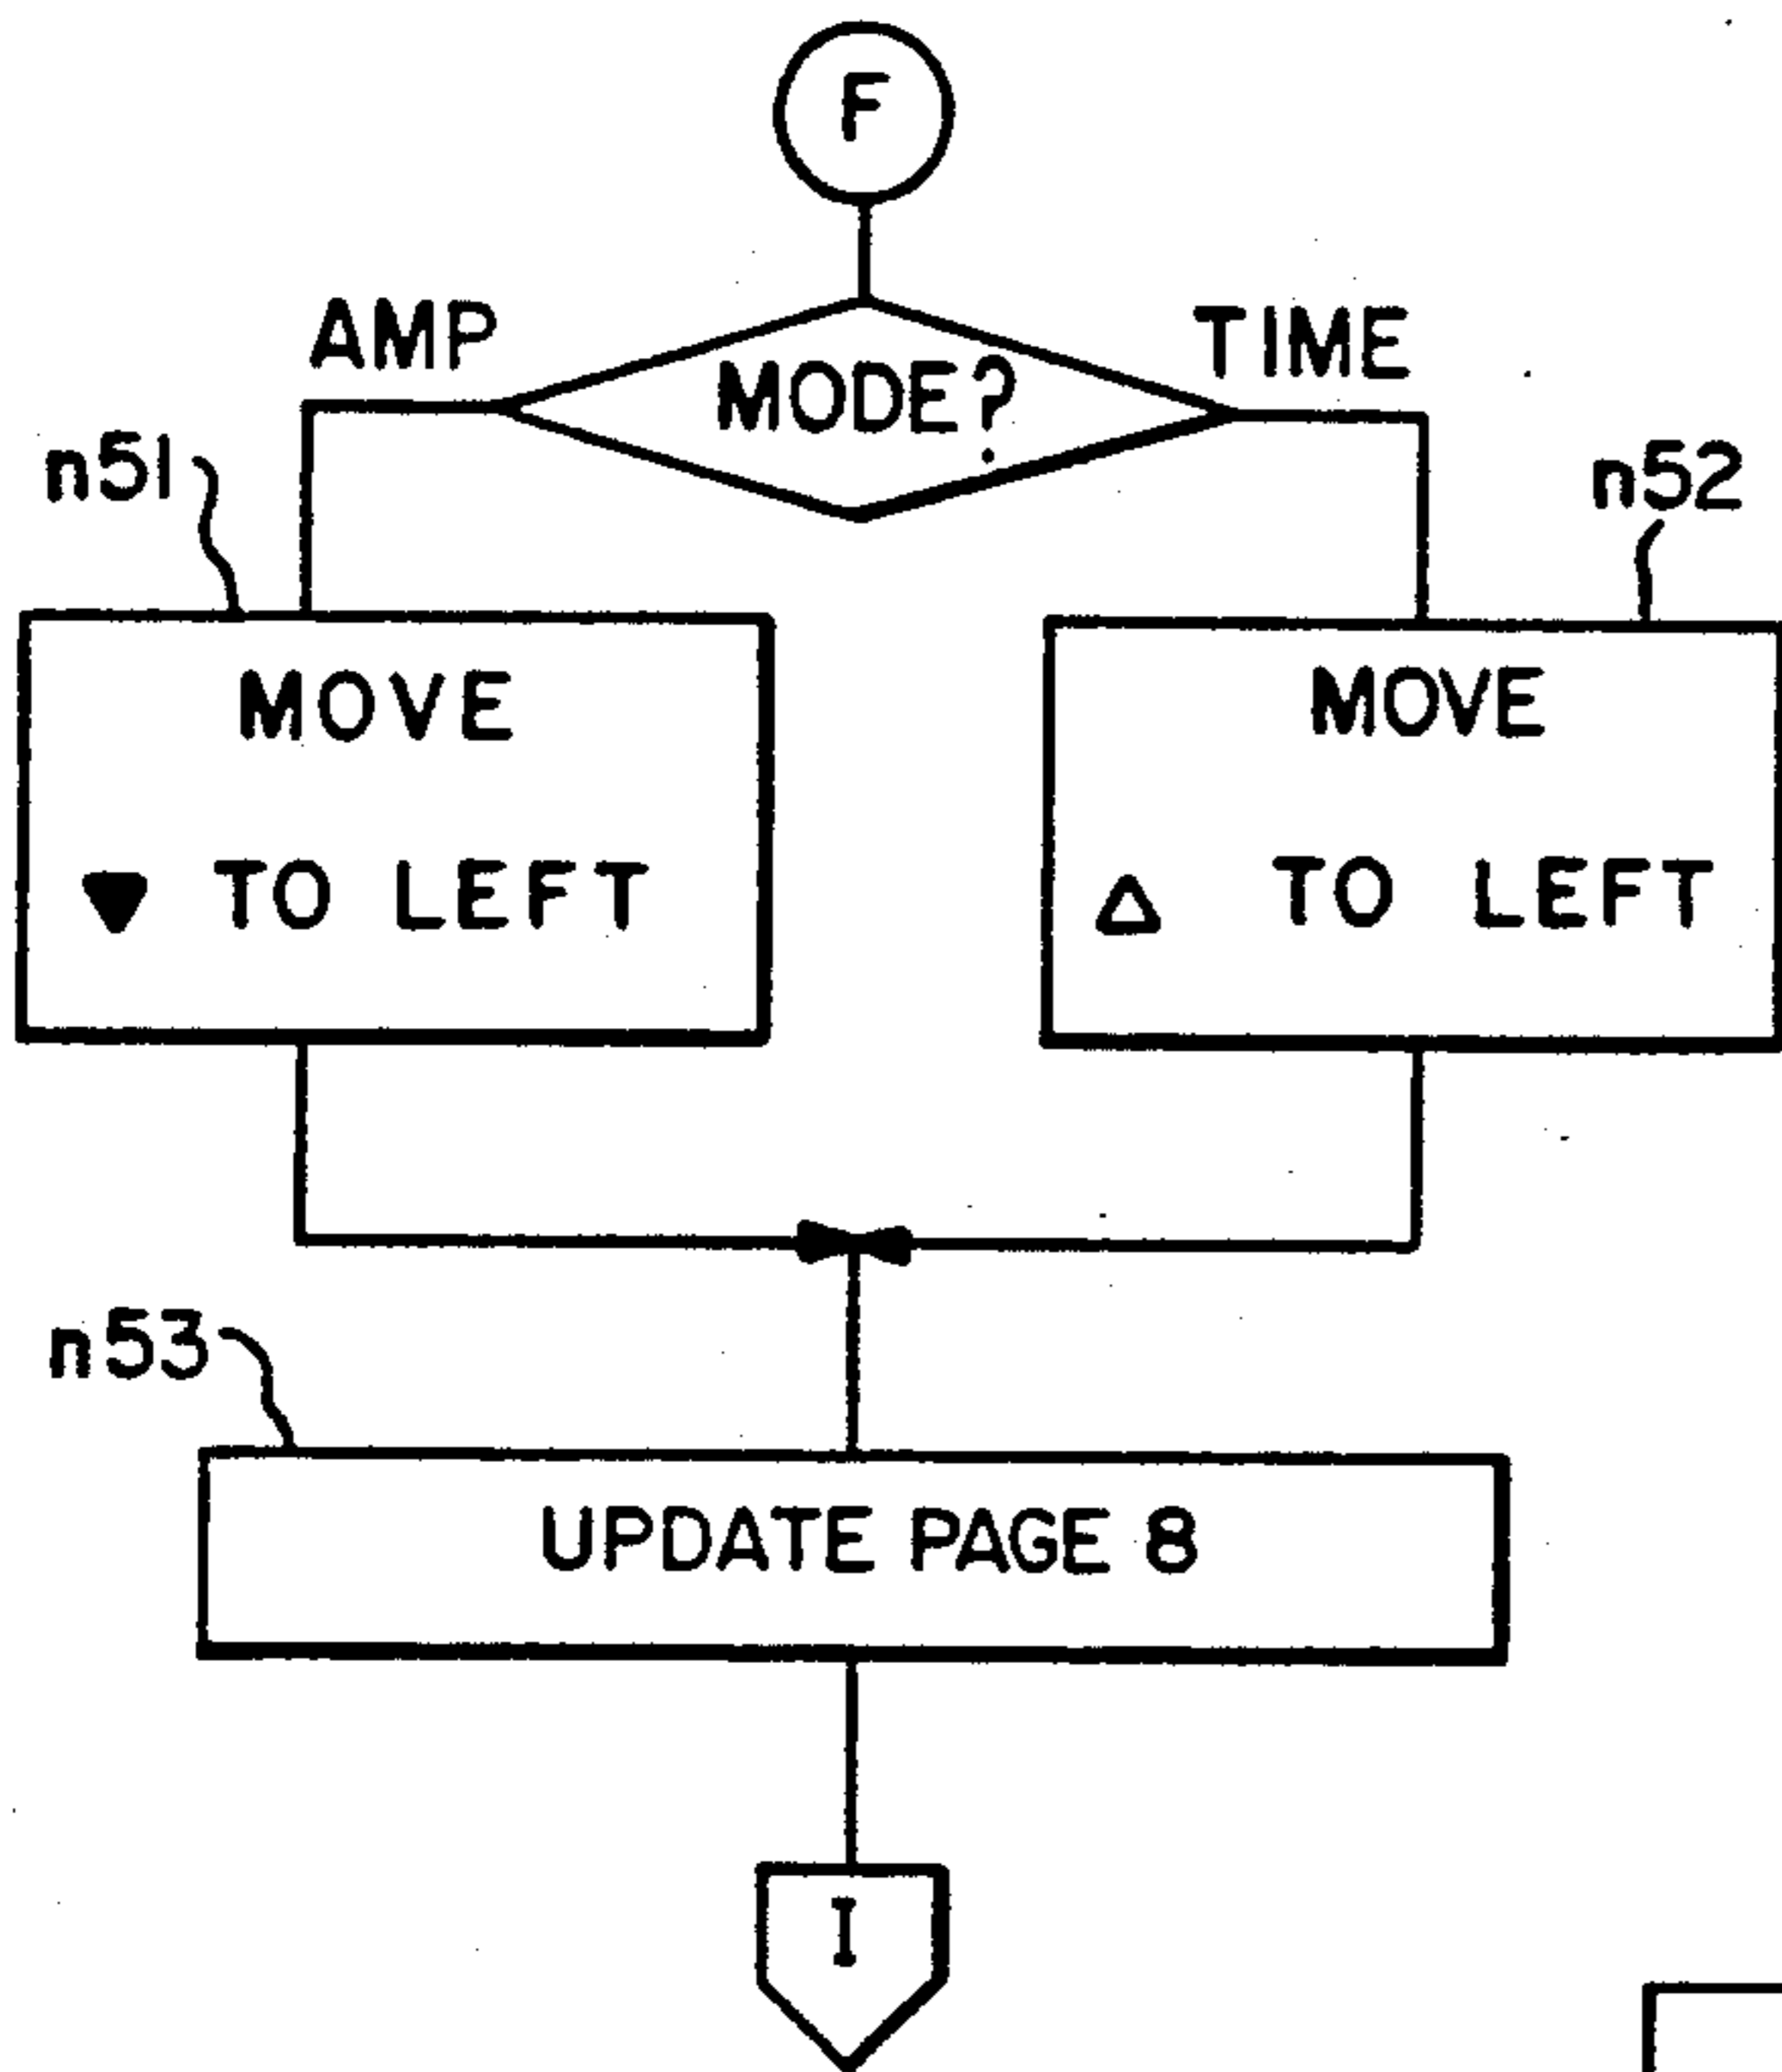 F
AMP
TIME
MODE?
n51
n52
MOVE
▼ TO LEFT
MOVE
△ TO LEFT
n53
UPDATE PAGE 8
I